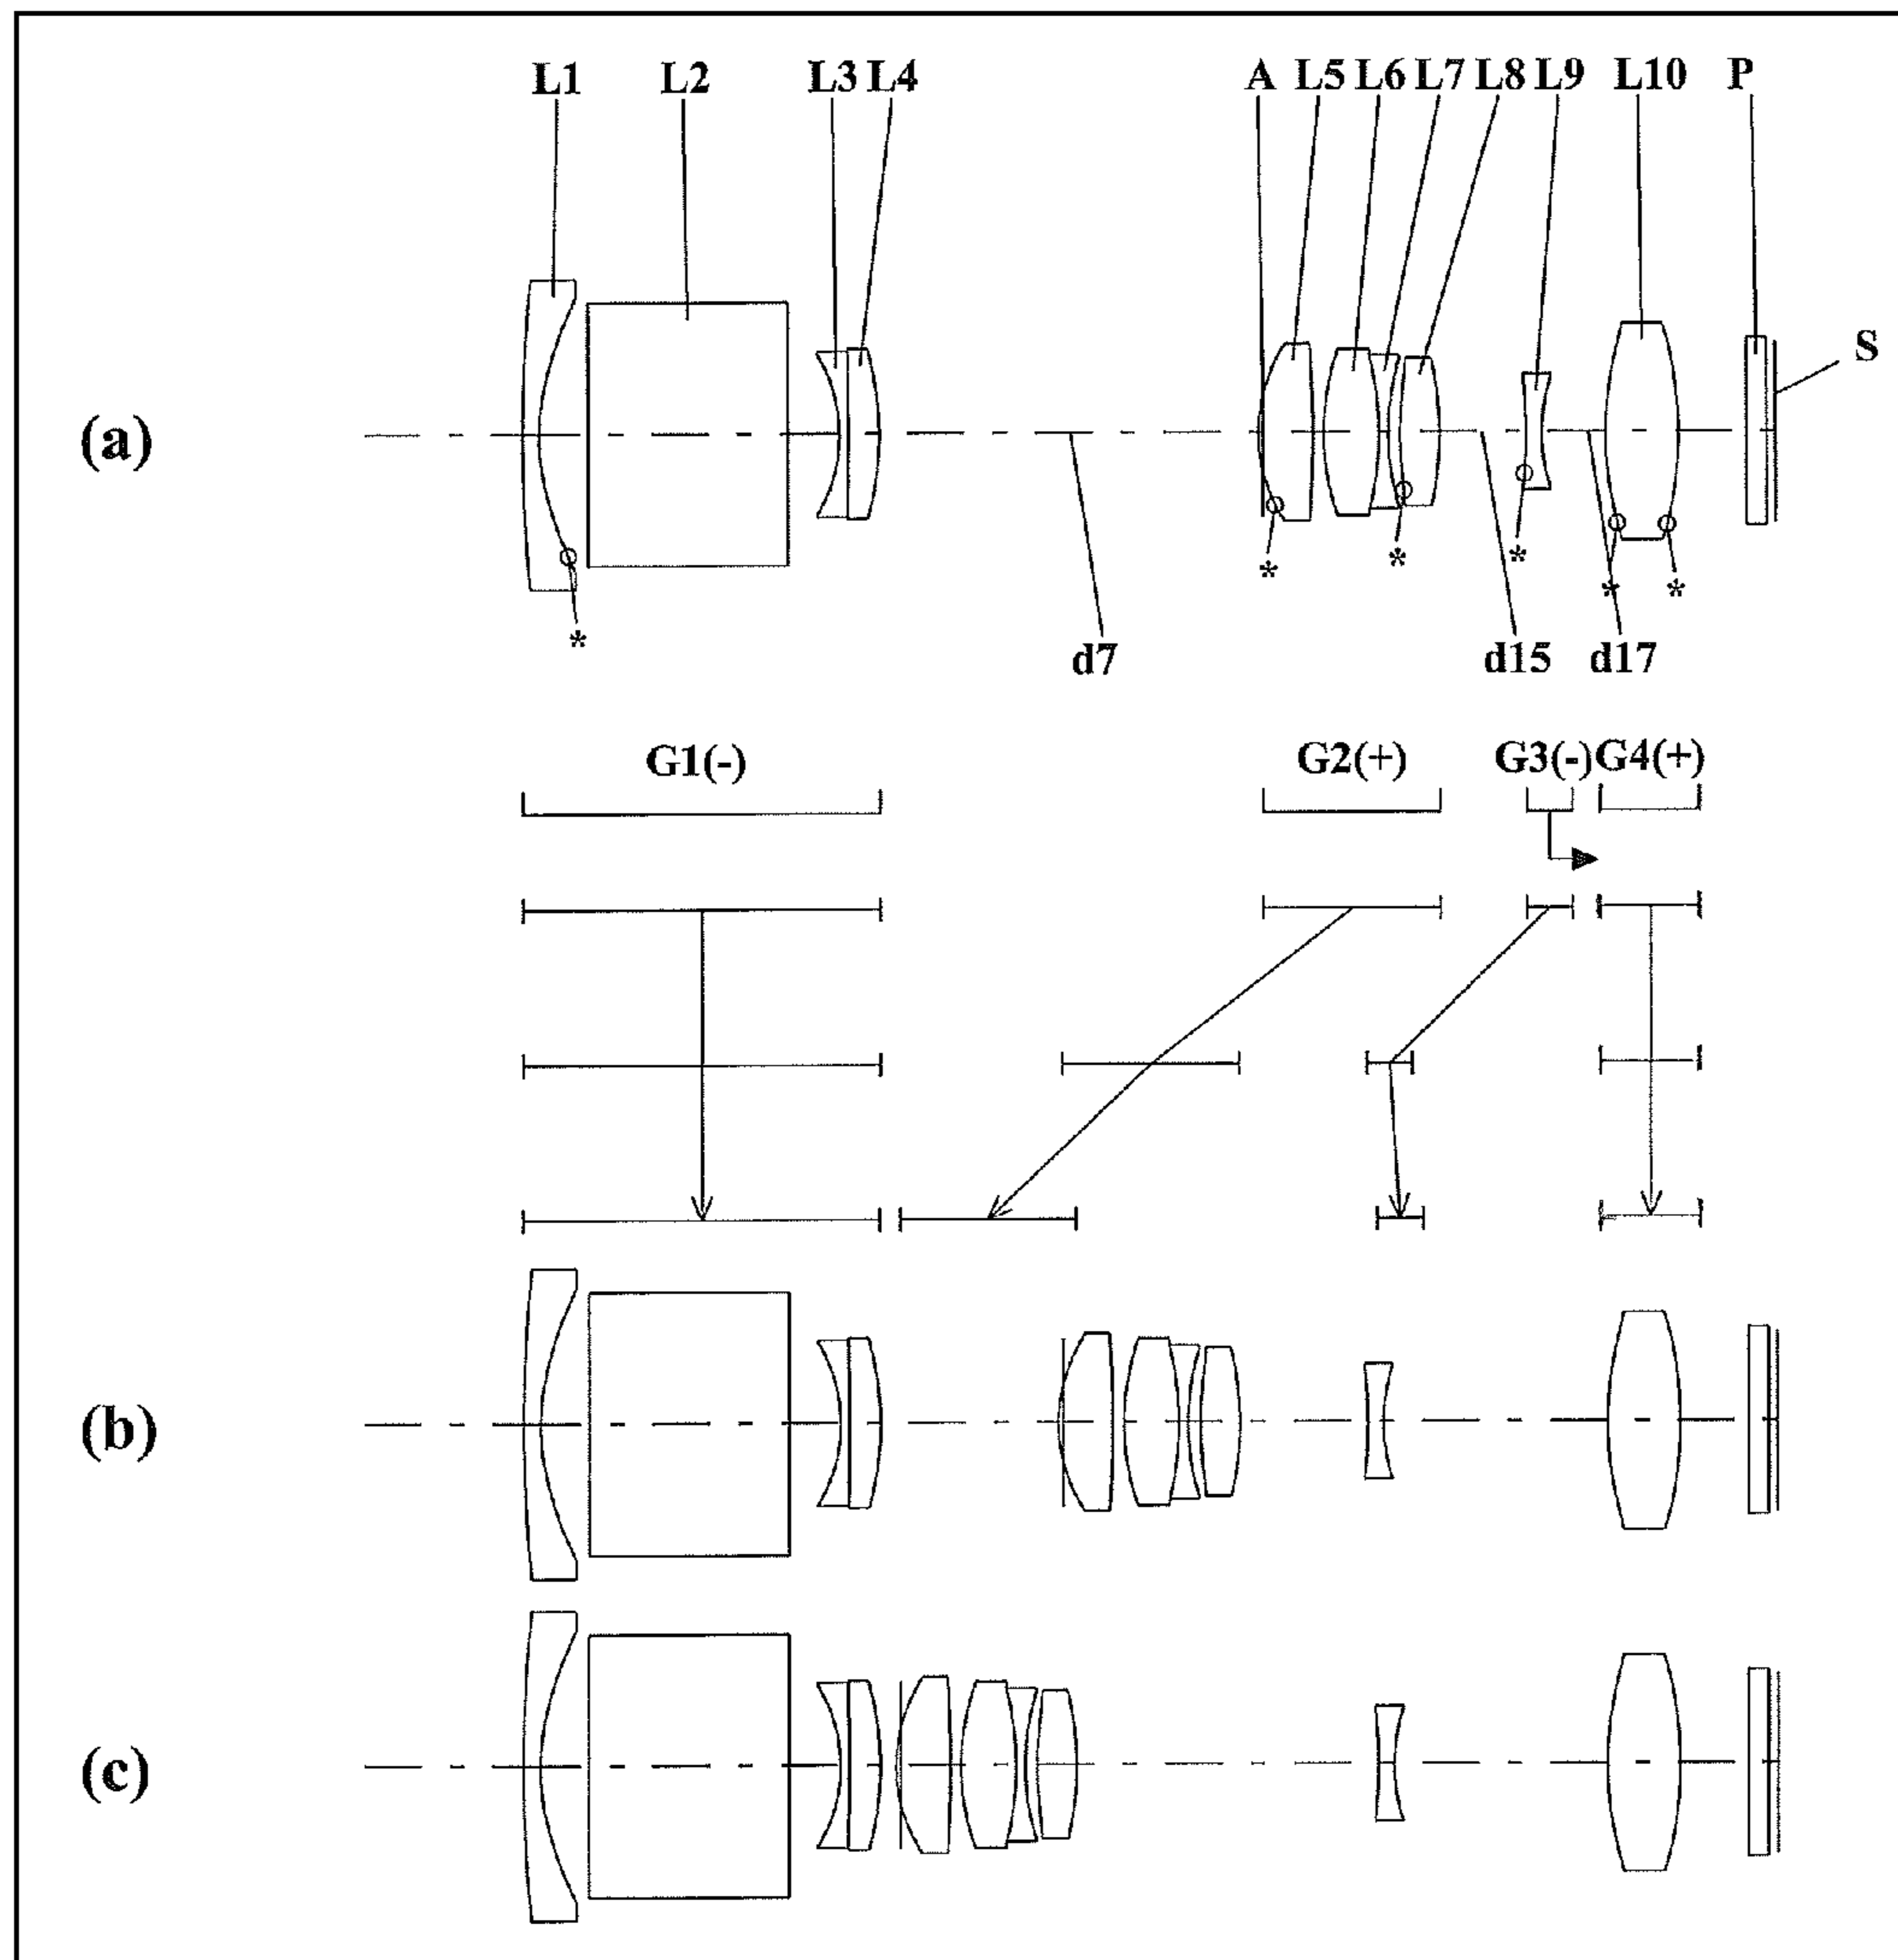 L1 L2 L3 L4 A L5 L6 L7 L8 L9 L10 P
S
(a)
* * * * * *
d7 d15 d17
G1(-) G2(+) G3(-) G4(+)
(b)
(c)